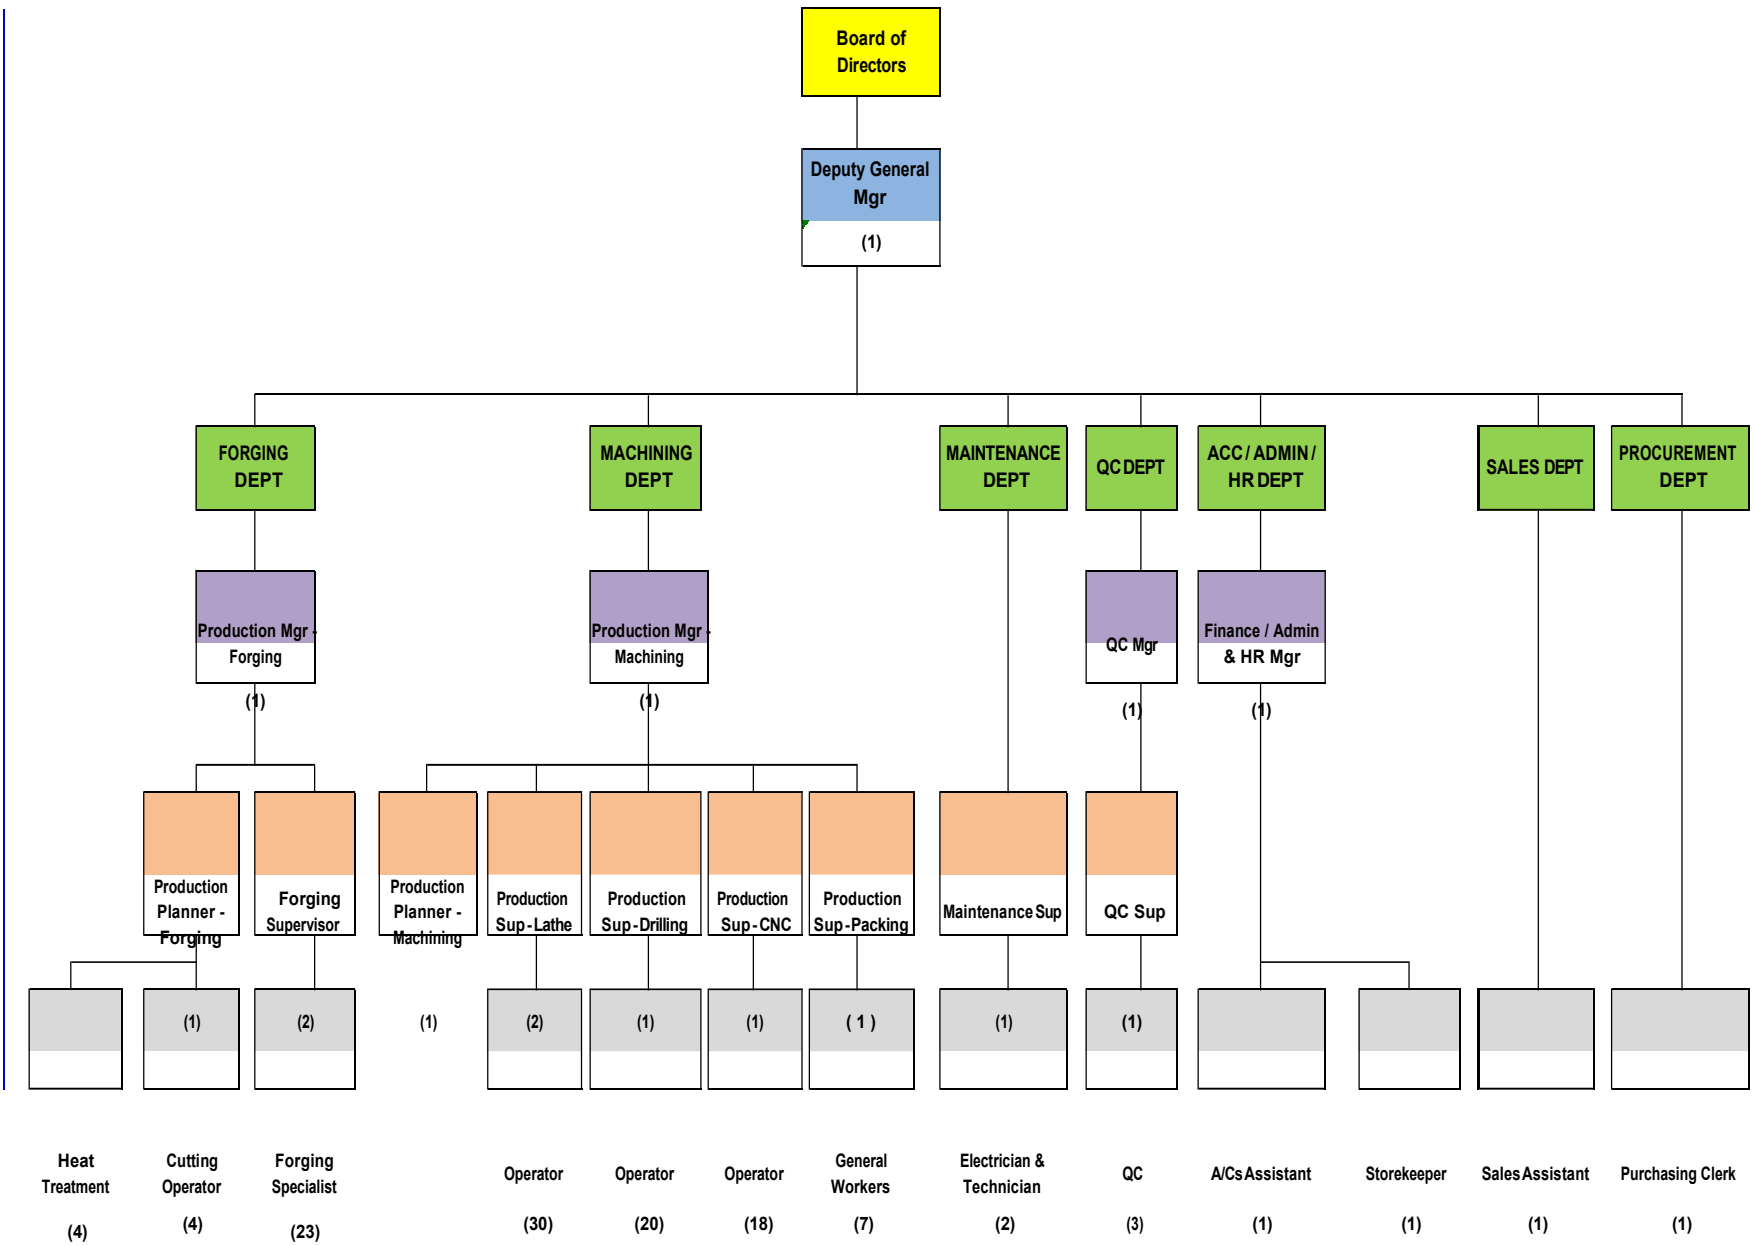 Board of
Directors
Deputy General
Mgr
(1)
FORGING
DEPT
MACHINING
DEPT
MAINTENANCE
DEPT
QC DEPT
ACC / ADMIN /
HR DEPT
SALES DEPT
PROCUREMENT
DEPT
Production Mgr -
Forging
(1)
Production Mgr -
Machining
(1)
QC Mgr
(1)
Finance / Admin
& HR Mgr
(1)
Production
Planner -
Forging
Forging
Supervisor
Production
Planner -
Machining
Production
Sup - Lathe
Production
Sup - Drilling
Production
Sup - CNC
Production
Sup - Packing
Maintenance Sup
QC Sup
(1)
(2)
(1)
(2)
(1)
(1)
( 1 )
(1)
(1)
Heat
Treatment
(4)
Cutting
Operator
(4)
Forging
Specialist
(23)
Operator
(30)
Operator
(20)
Operator
(18)
General
Workers
(7)
Electrician &
Technician
(2)
QC
(3)
A/Cs Assistant
(1)
Storekeeper
(1)
Sales Assistant
(1)
Purchasing Clerk
(1)